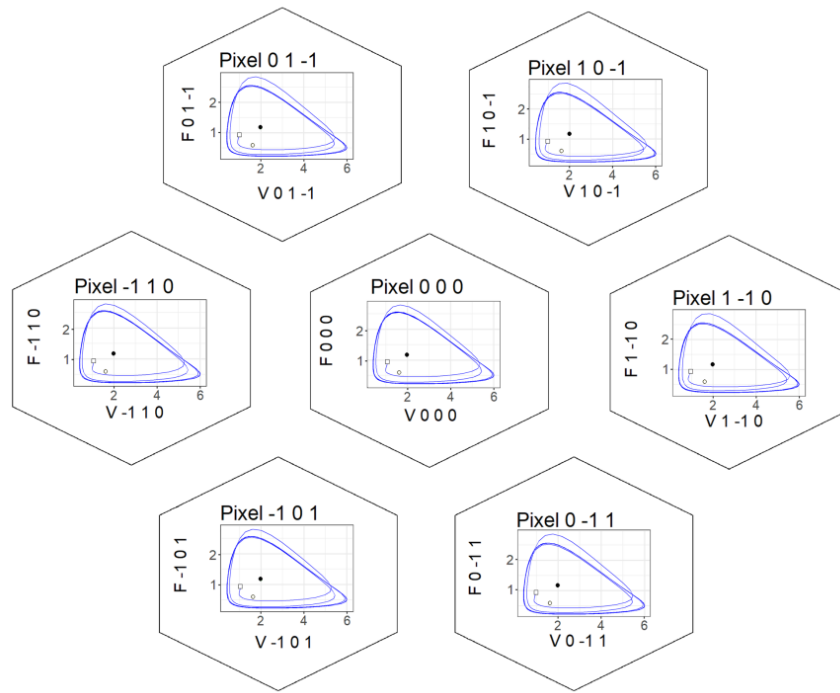 Pixel 0 1 -1
F 0 1 -1
2
1
2 4 6
V 0 1 -1
Pixel 1 0 -1
F 1 0 -1
2
1
2 4 6
V 1 0 -1
Pixel -1 1 0
F -1 1 0
2
1
2 4 6
V -1 1 0
Pixel 0 0 0
F 0 0 0
2
1
2 4 6
V 0 0 0
Pixel 1 -1 0
F 1 -1 0
2
1
2 4 6
V 1 -1 0
Pixel -1 0 1
F -1 0 1
2
1
2 4 6
V -1 0 1
Pixel 0 -1 1
F 0 -1 1
2
1
2 4 6
V 0 -1 1